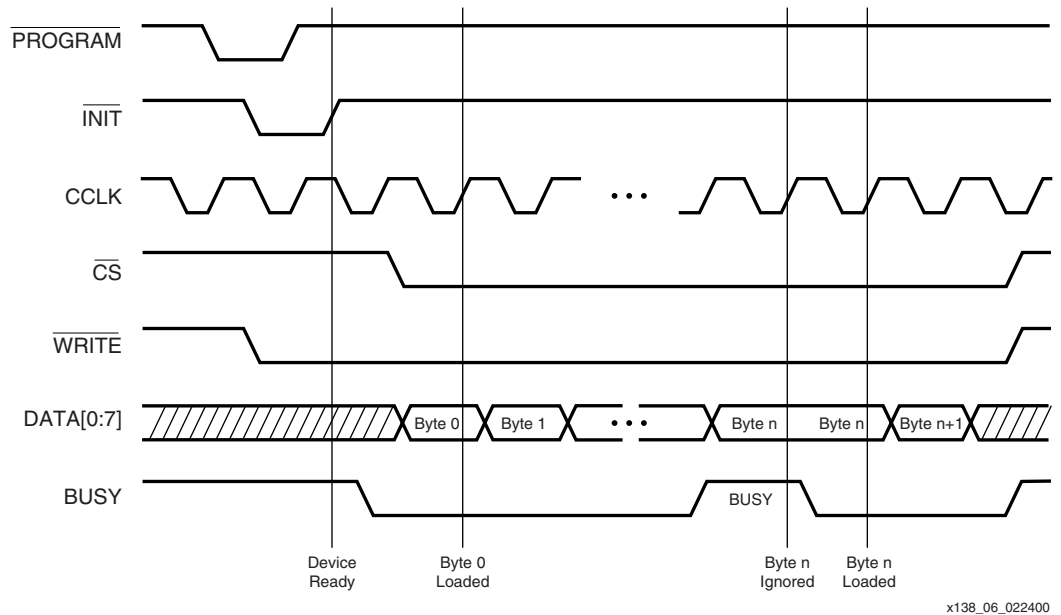 PROGRAM
INIT
CCLK
CS
WRITE
DATA[0:7]
Byte 0
Byte 1
Byte n
Byte n
Byte n+1
BUSY
BUSY
Device
Ready
Byte 0
Loaded
Byte n
Ignored
Byte n
Loaded
x138_06_022400